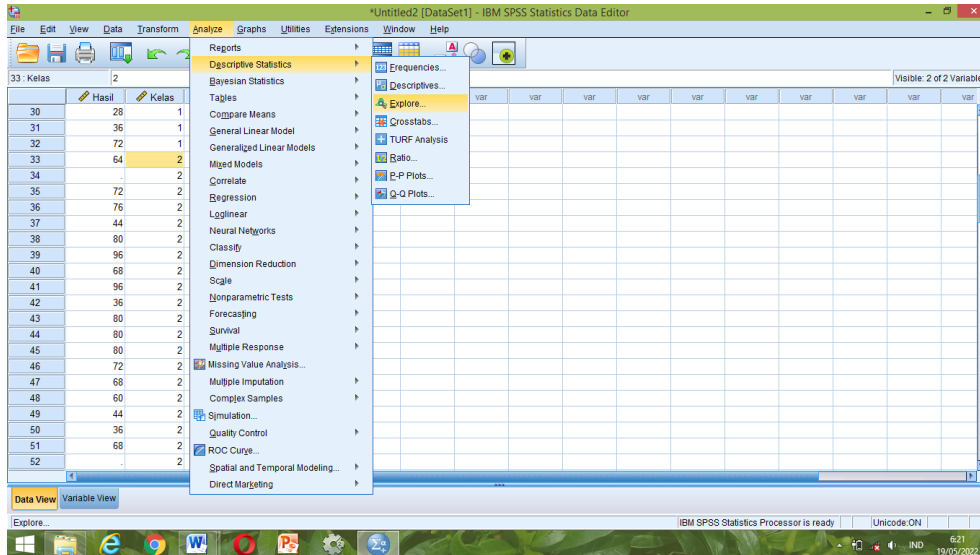 *Untitled2 [DataSet1] - IBM SPSS Statistics Data Editor
File Edit View Data Transform Analyze Graphs Utilities Extensions Window Help
33 : Kelas 2 Visible: 2 of 2 Variable
Hasil Kelas var var var var var var var var var var
30 28 1
31 36 1
32 72 1
33 64 2
34 . 2
35 72 2
36 76 2
37 44 2
38 80 2
39 96 2
40 68 2
41 96 2
42 36 2
43 80 2
44 80 2
45 80 2
46 72 2
47 68 2
48 60 2
49 44 2
50 36 2
51 68 2
52 . 2
Reports
Descriptive Statistics
Bayesian Statistics
Tables
Compare Means
General Linear Model
Generalized Linear Models
Mixed Models
Correlate
Regression
Loglinear
Neural Networks
Classify
Dimension Reduction
Scale
Nonparametric Tests
Forecasting
Survival
Multiple Response
Missing Value Analysis...
Multiple Imputation
Complex Samples
Simulation...
Quality Control
ROC Curve...
Spatial and Temporal Modeling...
Direct Marketing
Frequencies...
Descriptives...
Explore...
Crosstabs...
TURF Analysis
Ratio...
P-P Plots...
Q-Q Plots...
Data View Variable View
Explore... IBM SPSS Statistics Processor is ready Unicode:ON
IND 6:21
19/05/2022